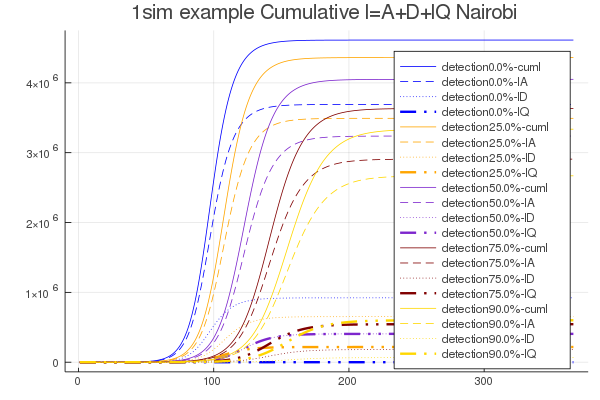 1sim example Cumulative I=A+D+IQ Nairobi
4×10 6
3×10 6
2×10 6
1×10 6
0
0
100
200
300
detection0.0%-cuml
detection0.0%-IA
detection0.0%-ID
detection0.0%-IQ
detection25.0%-cuml
detection25.0%-IA
detection25.0%-ID
detection25.0%-IQ
detection50.0%-cuml
detection50.0%-IA
detection50.0%-ID
detection50.0%-IQ
detection75.0%-cuml
detection75.0%-IA
detection75.0%-ID
detection75.0%-IQ
detection90.0%-cuml
detection90.0%-IA
detection90.0%-ID
detection90.0%-IQ